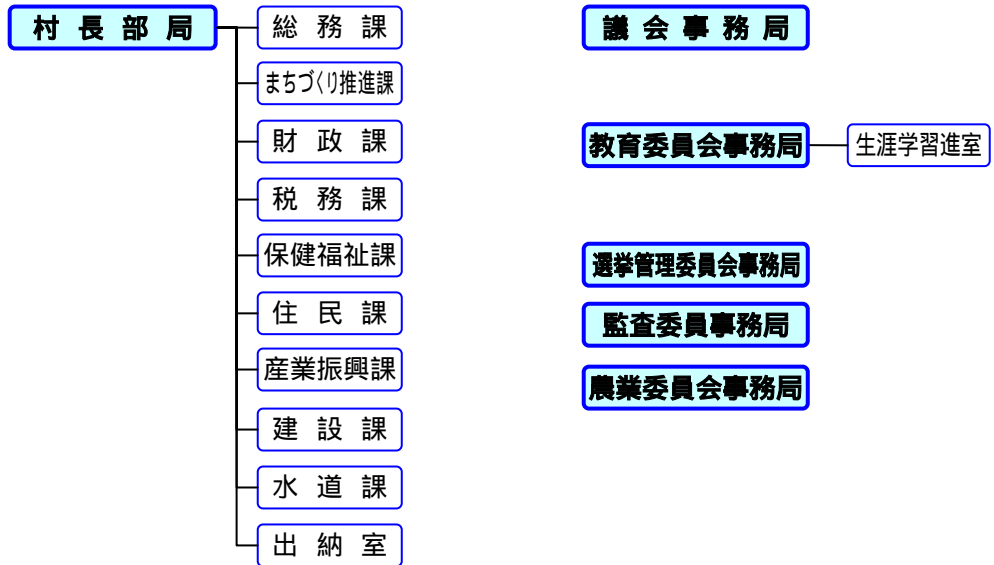 村長部局
総務課
まちづくり推進課
財政課
税務課
保健福祉課
住民課
産業振興課
建設課
水道課
出納室
議会事務局
教育委員会事務局
生涯学習進室
選挙管理委員会事務局
監査委員事務局
農業委員会事務局